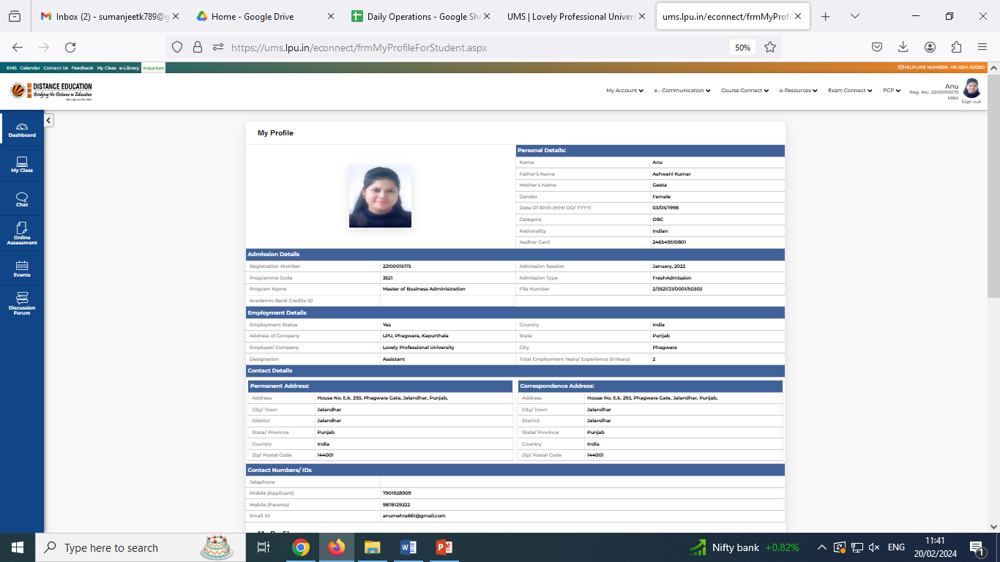 Inbox (2) - sumanjeetk789@g
Home - Google Drive
Daily Operations - Google She
UMS | Lovely Professional Univers
ums.lpu.in/econnect/frmMyProfi
https://ums.lpu.in/econnect/frmMyProfileForStudent.aspx
50%
RMS Calendar Contact Us Feedback My Class e-Library Induction
HELPLINE NUMBER: +91-1824-521360
DISTANCE EDUCATION
Bridging the Distance in Education
My Account e - Communication Course Connect e-Resources Exam Connect PCP
Anu
Reg. No.: 22100015175
MBA
Sign out
Dashboard
My Class
Chat
Online Assessment
Events
Discussion Forum
My Profile
Personal Details:
Name Anu
Father's Name Ashwani Kumar
Mother's Name Geeta
Gender Female
Date Of Birth (MM/ DD/ YYYY) 03/05/1998
Category OBC
Nationality Indian
Aadhar Card 246549510801
Admission Details
Registration Number 22100015175 Admission Session January, 2022
Programme Code 3521 Admission Type FreshAdmission
Program Name Master of Business Administration File Number 2/3521/21/0001/50303
Academic Bank Credits ID
Employment Details
Employment Status Yes Country India
Address of Company LPU, Phagwara, Kapurthala State Punjab
Employer/ Company Lovely Professional University City Phagwara
Designation Assistant Total Employment Years/ Experience (inYears) 2
Contact Details
Permanent Address: Correspondence Address:
Address House No. E.k. 293, Phagwara Gate, Jalandhar, Punjab, Address House No. E.k. 293, Phagwara Gate, Jalandhar, Punjab,
City/ Town Jalandhar City/ Town Jalandhar
District Jalandhar District Jalandhar
State/ Province Punjab State/ Province Punjab
Country India Country India
Zip/ Postal Code 144001 Zip/ Postal Code 144001
Contact Numbers/ IDs
Telephone
Mobile (Applicant) 7901928909
Mobile (Parents) 9878129322
Email ID anumehra661@gmail.com
My Profile
Type here to search
Nifty bank +0.82%
ENG
11:41
20/02/2024
1